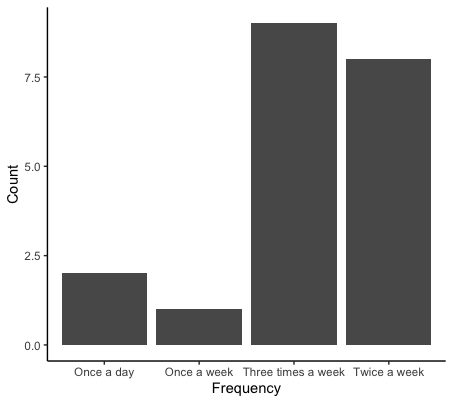 Count
7.5
5.0
2.5
0.0
Once a day Once a week Three times a week Twice a week
Frequency